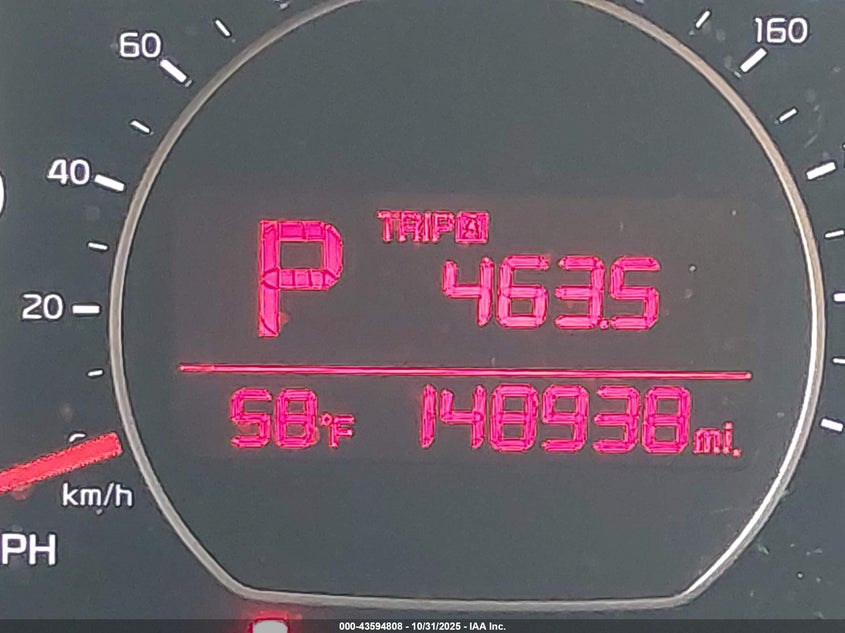 60
160
40
TRIP A
P
463.5
20
58°F
148938 mi.
km/h
PH
000-43594808 - 10/31/2025 - IAA Inc.